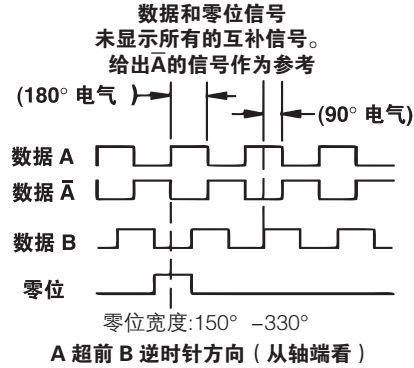 数据和零位信号
未显示所有的互补信号。
给出A̅的信号作为参考
(180° 电气 )
(90° 电气)
数据 A
数据 A̅
数据 B
零位
零位宽度:150° –330°
A 超前 B 逆时针方向 ( 从轴端看 )